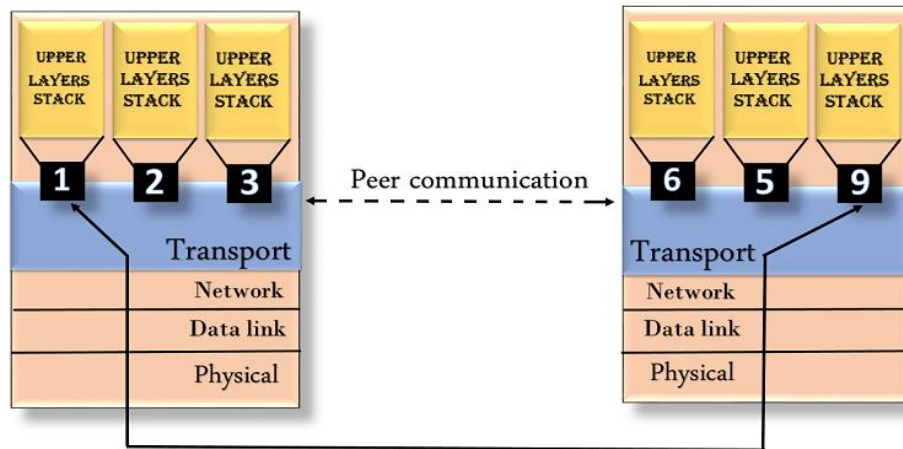 UPPER
LAYERS
STACK
UPPER
LAYERS
STACK
UPPER
LAYERS
STACK
1
2
3
Transport
Network
Data link
Physical
Peer communication
UPPER
LAYERS
STACK
UPPER
LAYERS
STACK
UPPER
LAYERS
STACK
6
5
9
Transport
Network
Data link
Physical